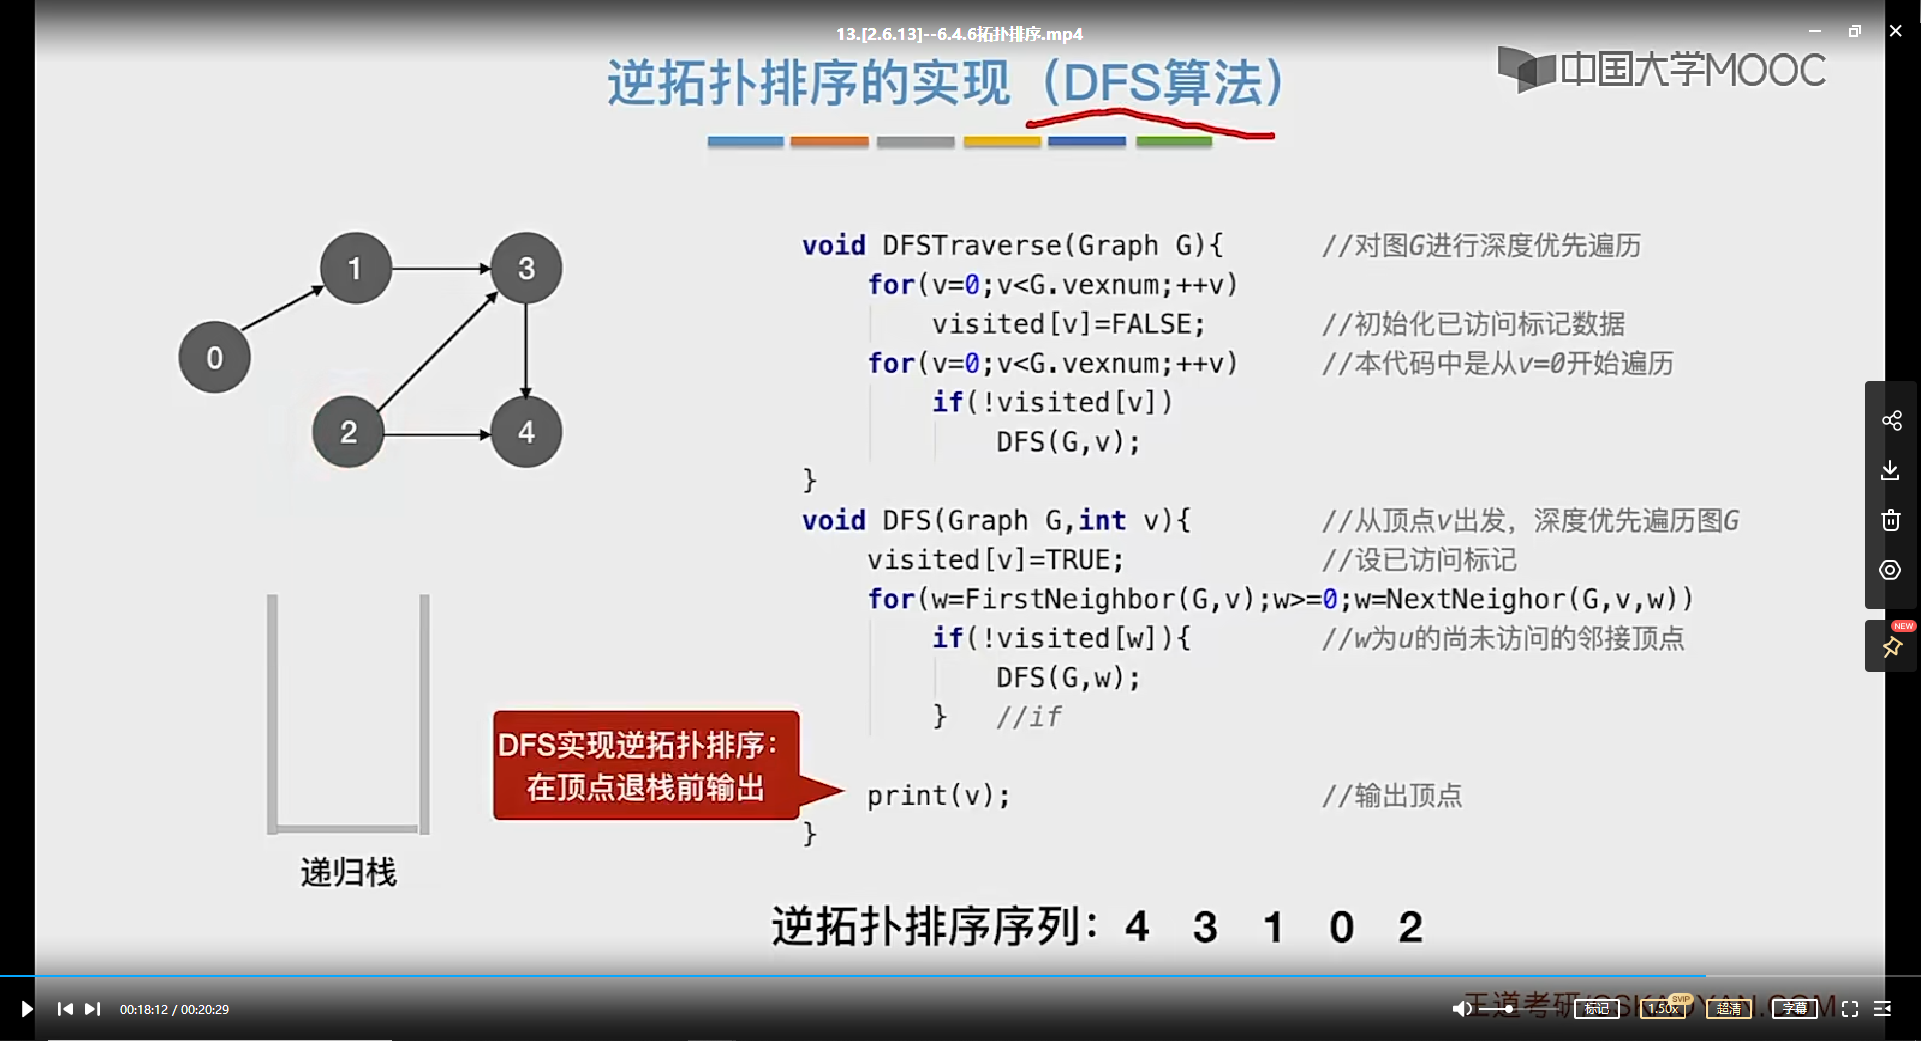 13.[2.6.13]--6.4.6拓扑排序.mp4
逆拓扑排序的实现（DFS算法）
中国大学MOOC
1
3
0
2
4
void DFSTraverse(Graph G){ //对图G进行深度优先遍历
for(v=0;v<G.vexnum;++v)
visited[v]=FALSE; //初始化已访问标记数据
for(v=0;v<G.vexnum;++v) //本代码中是从v=0开始遍历
if(!visited[v])
DFS(G,v);
}
void DFS(Graph G,int v){ //从顶点v出发，深度优先遍历图G
visited[v]=TRUE; //设已访问标记
for(w=FirstNeighbor(G,v);w>=0;w=NextNeighor(G,v,w))
if(!visited[w]){ //w为u的尚未访问的邻接顶点
DFS(G,w);
} //if
print(v); //输出顶点
}
DFS实现逆拓扑排序：
在顶点退栈前输出
递归栈
逆拓扑排序序列：4 3 1 0 2
NEW
00:18:12 / 00:20:29
王道考研/CSKAOYAN.COM
标记
1.50x
SVIP
超清
字幕